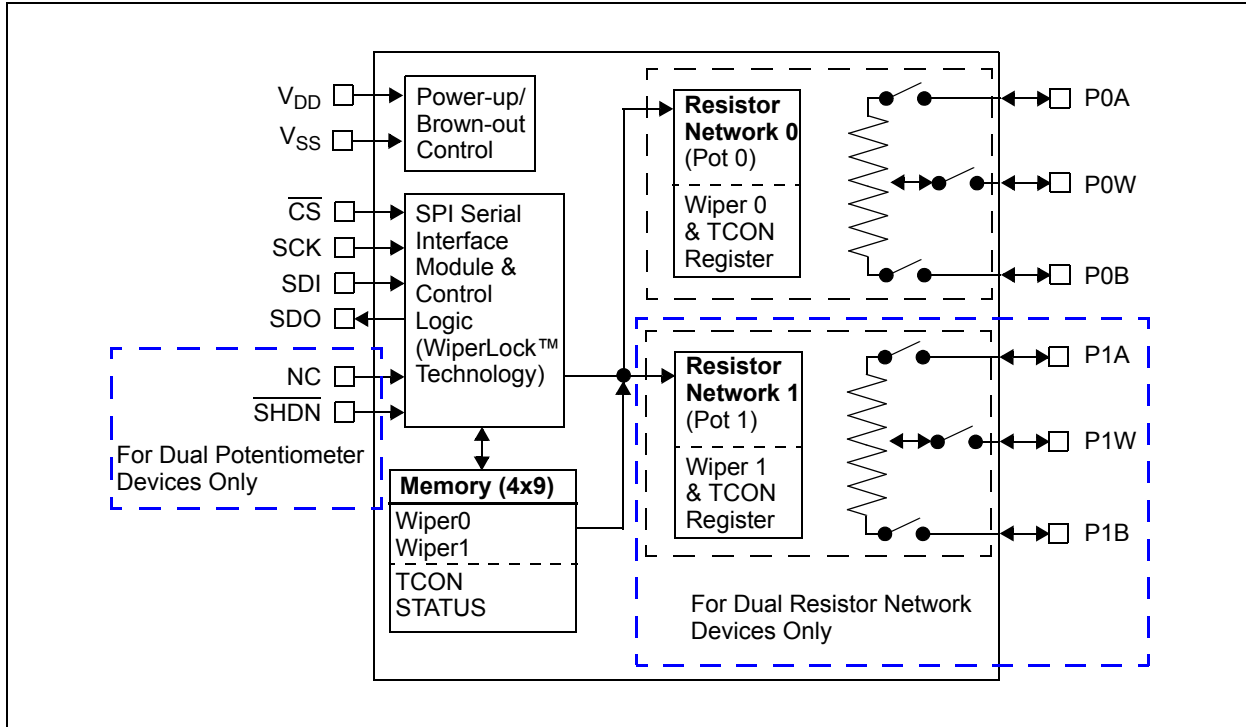 VDD
VSS
Power-up/
Brown-out
Control
CS
SCK
SDI
SDO
NC
SHDN
For Dual Potentiometer
Devices Only
SPI Serial
Interface
Module &
Control
Logic
(WiperLock™
Technology)
Memory (4x9)
Wiper0
Wiper1
TCON
STATUS
Resistor
Network 0
(Pot 0)
Wiper 0
& TCON
Register
P0A
P0W
P0B
Resistor
Network 1
(Pot 1)
Wiper 1
& TCON
Register
P1A
P1W
P1B
For Dual Resistor Network
Devices Only